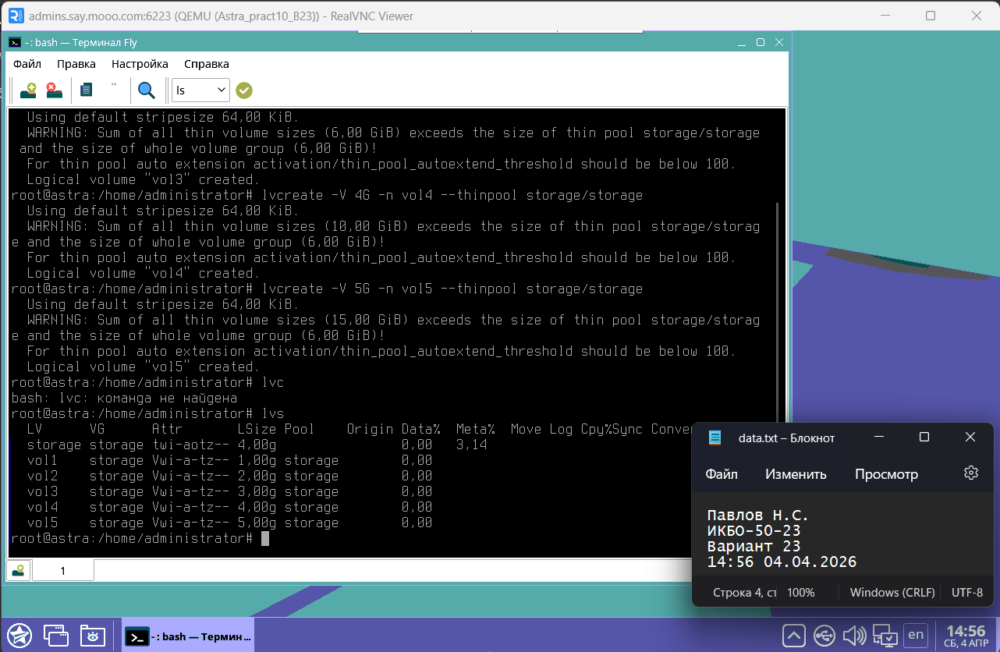 admins.say.mooo.com:6223 (QEMU (Astra_pract10_B23)) - RealVNC Viewer
- : bash — Терминал Fly
Файл Правка Настройка Справка
ls
Using default stripesize 64,00 KiB.
WARNING: Sum of all thin volume sizes (6,00 GiB) exceeds the size of thin pool storage/storage
and the size of whole volume group (6,00 GiB)!
For thin pool auto extension activation/thin_pool_autoextend_threshold should be below 100.
Logical volume "vol3" created.
root@astra:/home/administrator# lvcreate -V 4G -n vol4 --thinpool storage/storage
Using default stripesize 64,00 KiB.
WARNING: Sum of all thin volume sizes (10,00 GiB) exceeds the size of thin pool storage/storag
e and the size of whole volume group (6,00 GiB)!
For thin pool auto extension activation/thin_pool_autoextend_threshold should be below 100.
Logical volume "vol4" created.
root@astra:/home/administrator# lvcreate -V 5G -n vol5 --thinpool storage/storage
Using default stripesize 64,00 KiB.
WARNING: Sum of all thin volume sizes (15,00 GiB) exceeds the size of thin pool storage/storag
e and the size of whole volume group (6,00 GiB)!
For thin pool auto extension activation/thin_pool_autoextend_threshold should be below 100.
Logical volume "vol5" created.
root@astra:/home/administrator# lvc
bash: lvc: команда не найдена
root@astra:/home/administrator# lvs
LV VG Attr LSize Pool Origin Data% Meta% Move Log Cpy%Sync Conver
storage storage twi-aotz-- 4,00g 0,00 3,14
vol1 storage Vwi-a-tz-- 1,00g storage 0,00
vol2 storage Vwi-a-tz-- 2,00g storage 0,00
vol3 storage Vwi-a-tz-- 3,00g storage 0,00
vol4 storage Vwi-a-tz-- 4,00g storage 0,00
vol5 storage Vwi-a-tz-- 5,00g storage 0,00
root@astra:/home/administrator#
1
data.txt – Блокнот
Файл Изменить Просмотр
Павлов Н.С.
ИКБО-50-23
Вариант 23
14:56 04.04.2026
Строка 4, ст 100% Windows (CRLF) UTF-8
- : bash — Термин...
en
14:56
СБ, 4 АПР